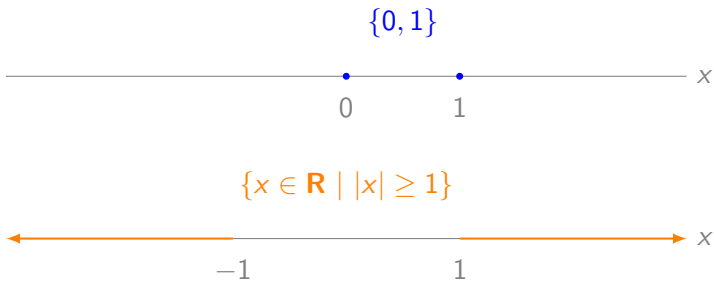 {0, 1}
x
0 1
{x ∈ R | |x| ≥ 1}
x
−1 1